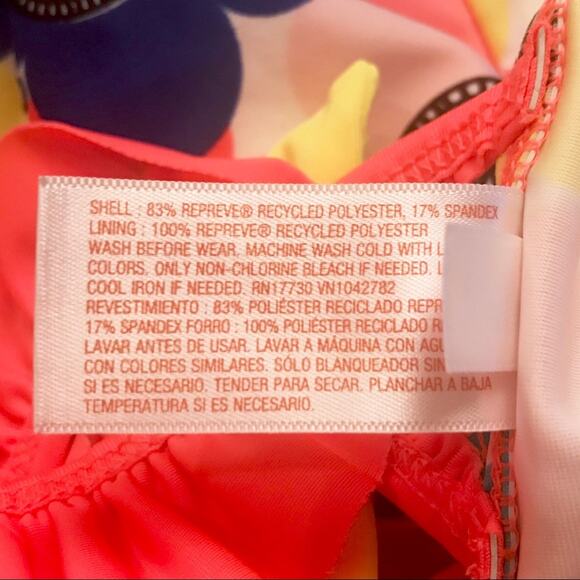 SHELL : 83% REPREVE® RECYCLED POLYESTER, 17% SPANDEX
LINING : 100% REPREVE® RECYCLED POLYESTER
WASH BEFORE WEAR. MACHINE WASH COLD WITH
COLORS. ONLY NON-CHLORINE BLEACH IF NEEDED.
COOL IRON IF NEEDED. RN17730 VN1042782
REVESTIMIENTO : 83% POLIÉSTER RECICLADO
17% SPANDEX FORRO : 100% POLIÉSTER RECICLADO
LAVAR ANTES DE USAR. LAVAR A MÁQUINA CON
CON COLORES SIMILARES. SÓLO BLANQUEADOR SIN
SI ES NECESARIO. TENDER PARA SECAR. PLANCHAR A BAJA
TEMPERATURA SI ES NECESARIO.